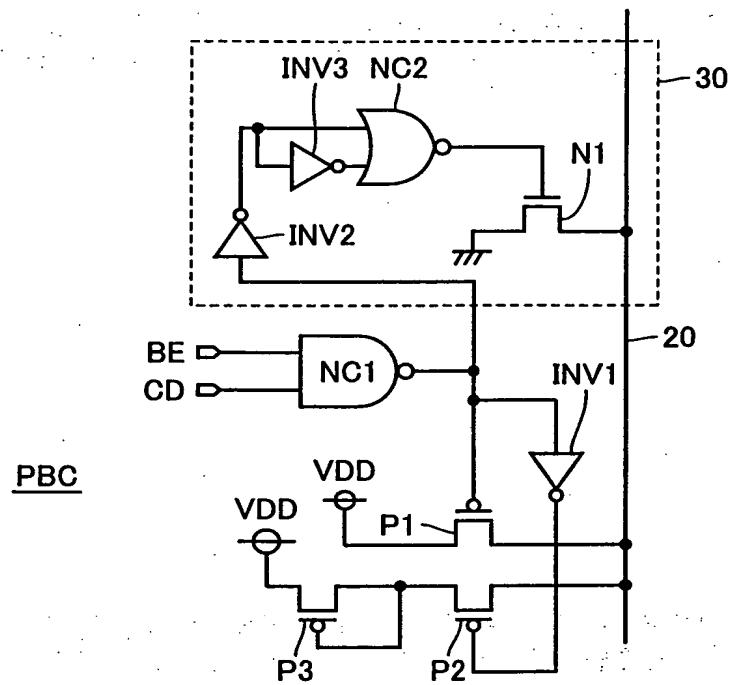 INV3
NC2
30
N1
INV2
BE
CD
NC1
20
INV1
PBC
VDD
VDD
P1
P3
P2